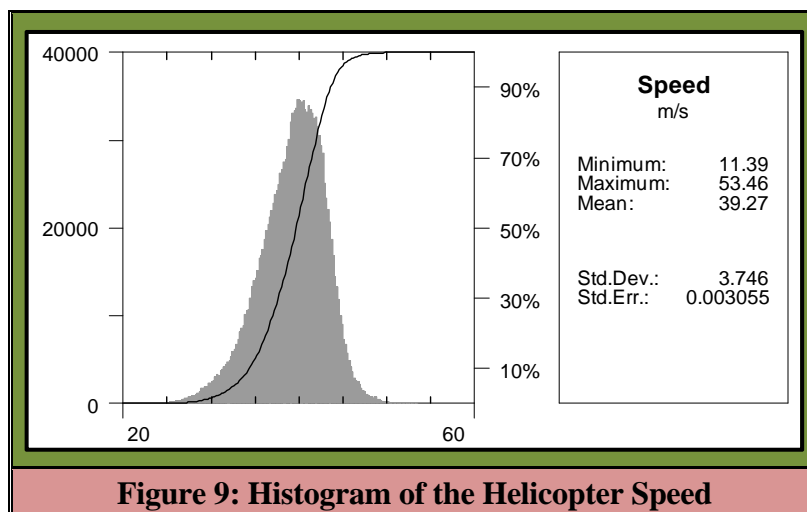 40000
20000
0
20
60
90%
70%
50%
30%
10%
Speed
m/s
Minimum: 11.39
Maximum: 53.46
Mean: 39.27
Std.Dev.: 3.746
Std.Err.: 0.003055
Figure 9: Histogram of the Helicopter Speed